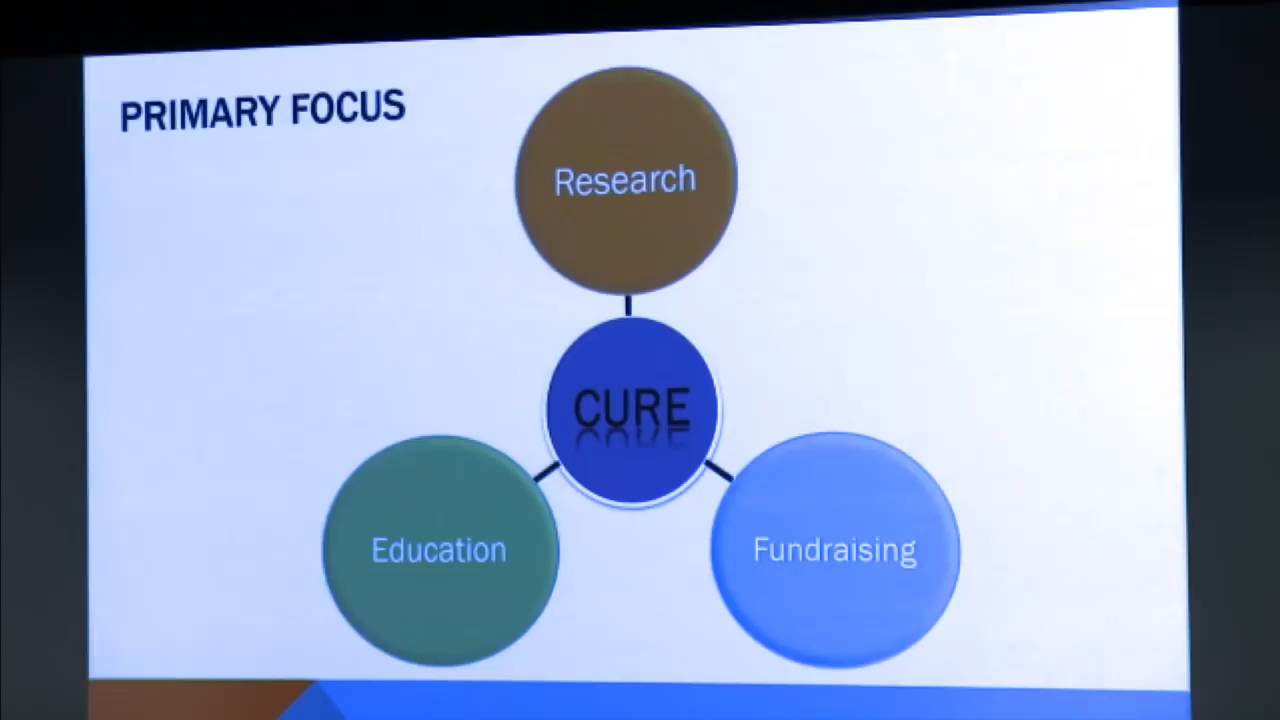 PRIMARY FOCUS
Research
CURE
Education
Fundraising